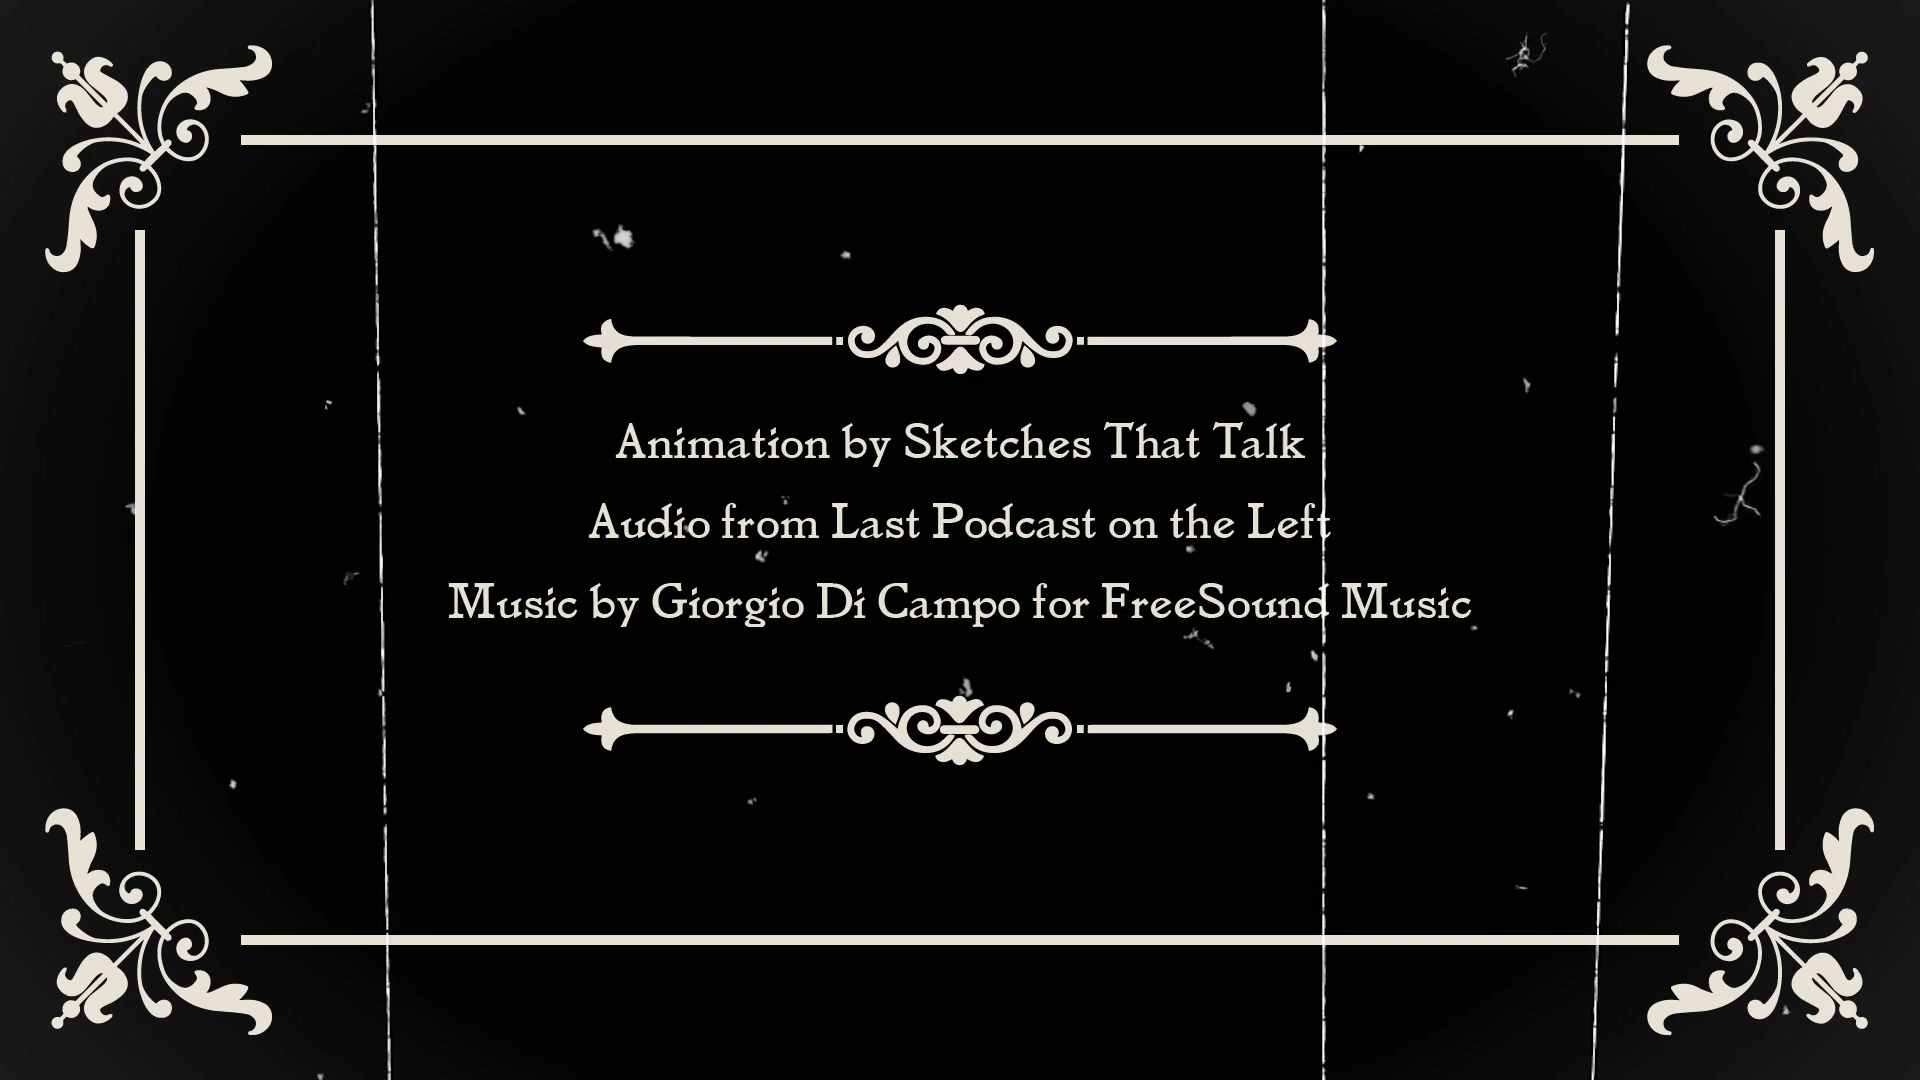 Animation by Sketches That Talk
Audio from Last Podcast on the Left
Music by Giorgio Di Campo for FreeSound Music